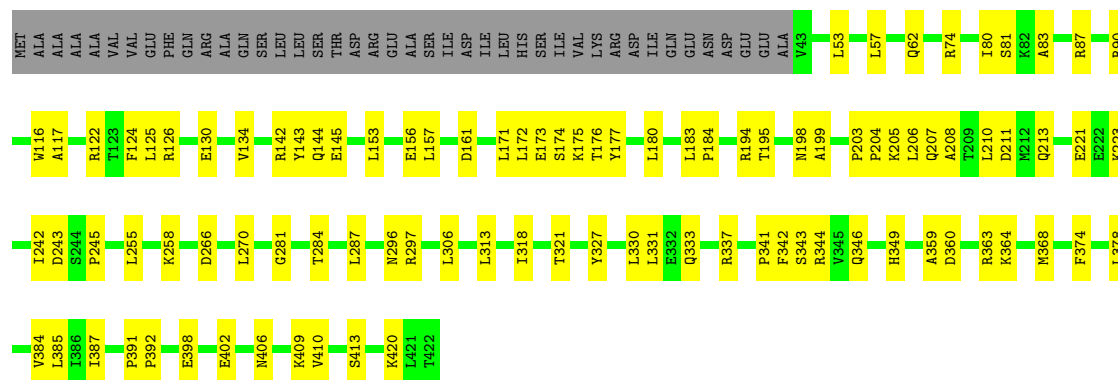 MET ALA ALA ALA ALA VAL VAL GLU PHE GLN ARG ALA GLN SER LEU LEU SER THR ASP ARG GLU ALA SER ILE ASP ILE LEU HIS SER ILE VAL LYS ARG ASP ILE GLN GLU ASN ASP GLU GLU ALA V43 L53 L57 Q62 R74 I80 S81 K82 A83 R87
W116 A117 R122 T123 F124 L125 R126 E130 V134 R142 Y143 Q144 E145 L153 E156 L157 D161 L171 L172 E173 S174 K175 T176 Y177 L180 L183 P184 R194 T195 N198 A199 P203 P204 K205 L206 Q207 A208 T209 L210 D211 M212 Q213 E221 E222 K223
I242 D243 S244 P245 L255 K258 D266 L270 G281 T284 L287 N296 R297 L306 L313 I318 T321 Y327 L330 L331 E332 Q333 R337 P341 F342 S343 R344 V345 Q346 H349 A359 D360 R363 K364 M368 F374 L378
V384 L385 I386 I387 P391 P392 E398 E402 N406 K409 V410 S413 K420 L421 T422